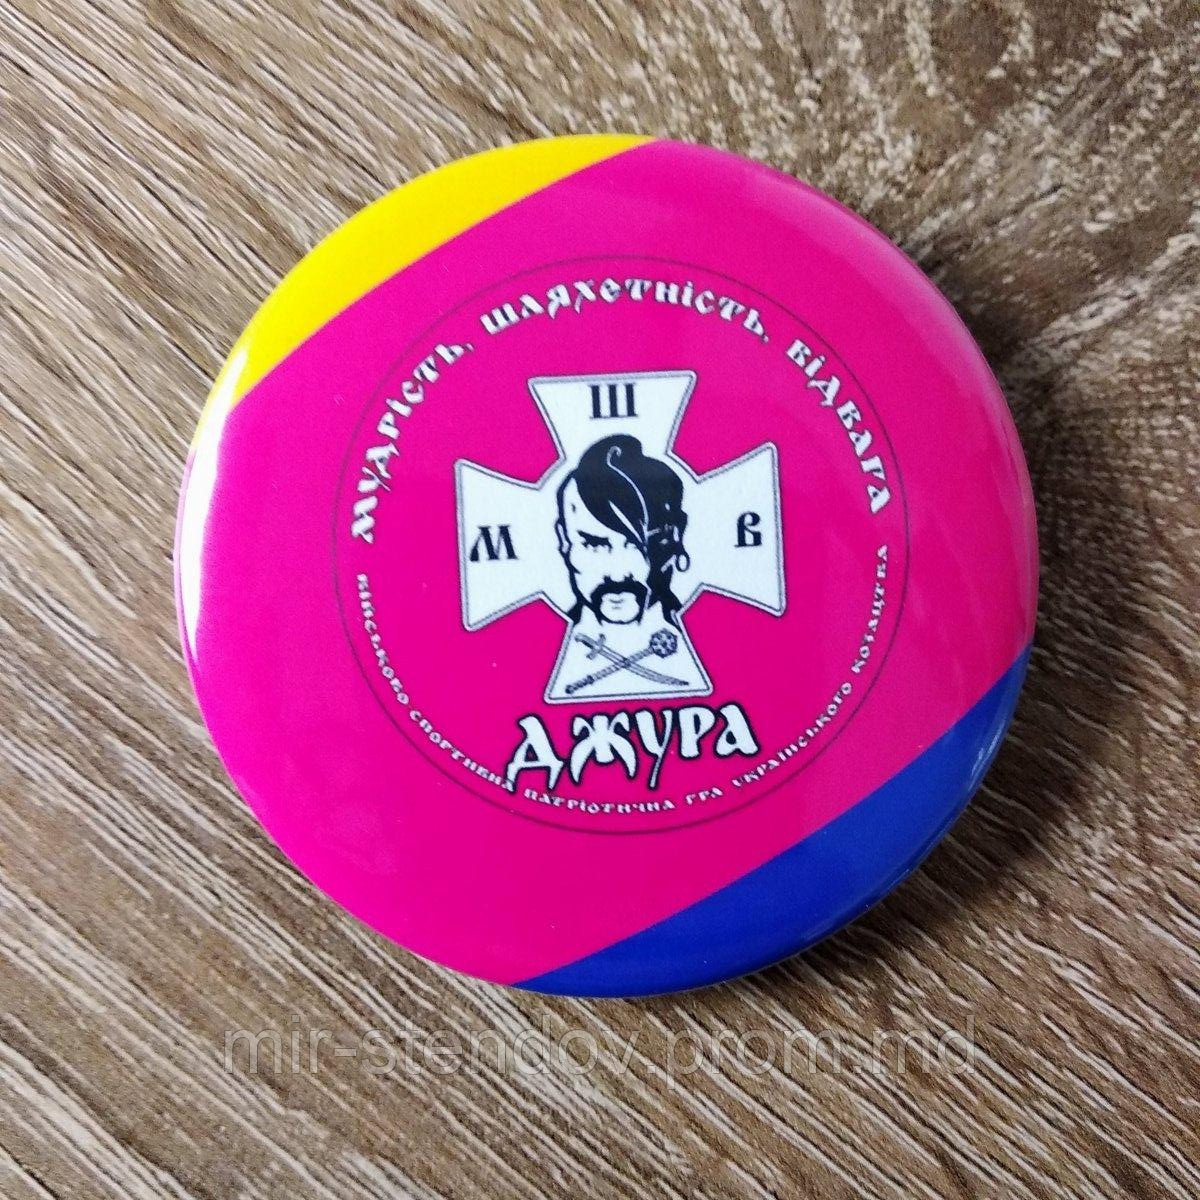 МУДРІСТЬ, ШЛЯХЕТНІСТЬ, ВІДВАГА
Ш
М
В
ДЖУРА
ВІЙСЬКОВО СПОРТИВНА ПАТРІОТИЧНА ГРА УКРАЇНСЬКОГО КОЗАЦТВА
mir-stendov.prom.md